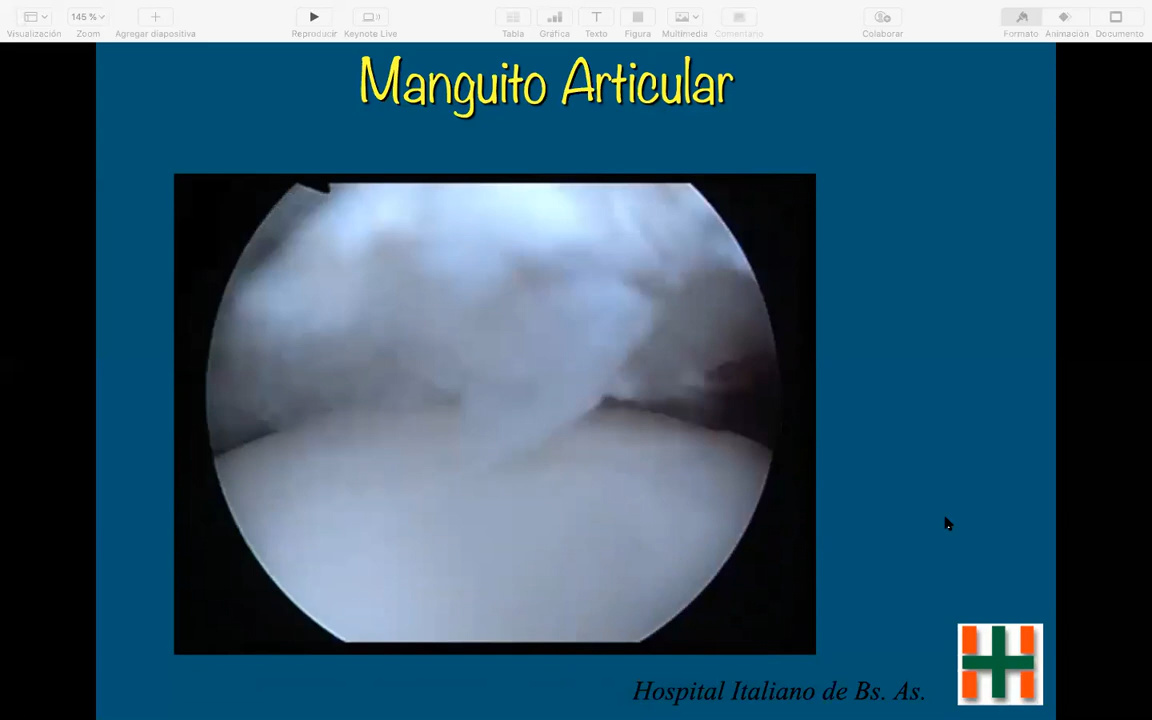 Visualización
145 %
Zoom
Agregar diapositiva
Reproducir
Keynote Live
Tabla
Gráfica
Texto
Figura
Multimedia
Comentario
Colaborar
Formato
Animación
Documento
Manguito Articular
Hospital Italiano de Bs. As.